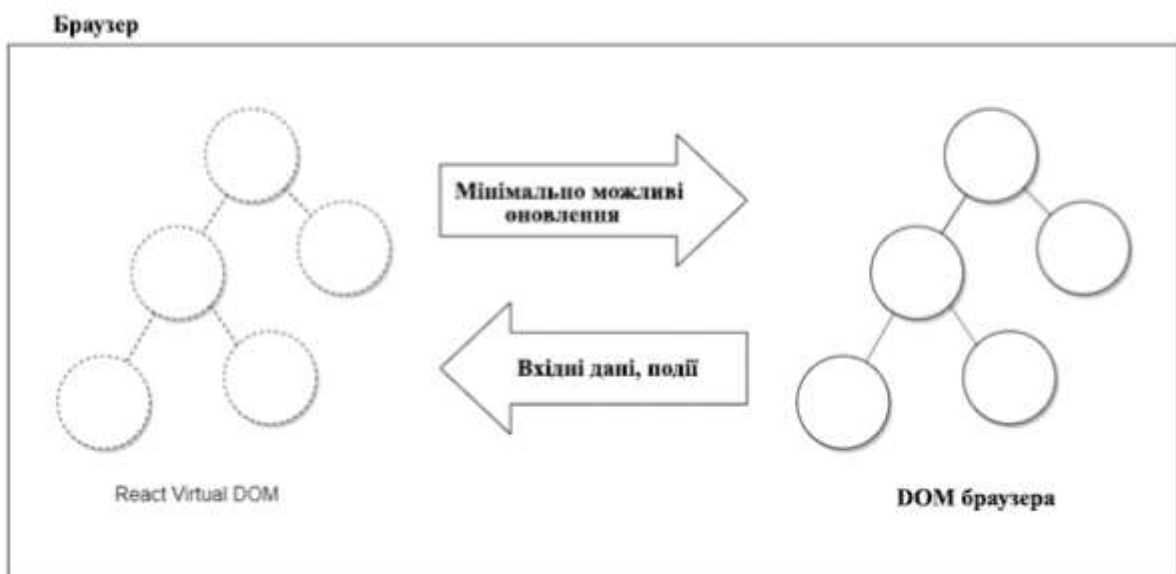 Браузер
Мінімально можливі
оновлення
Вхідні дані, події
React Virtual DOM
DOM браузера